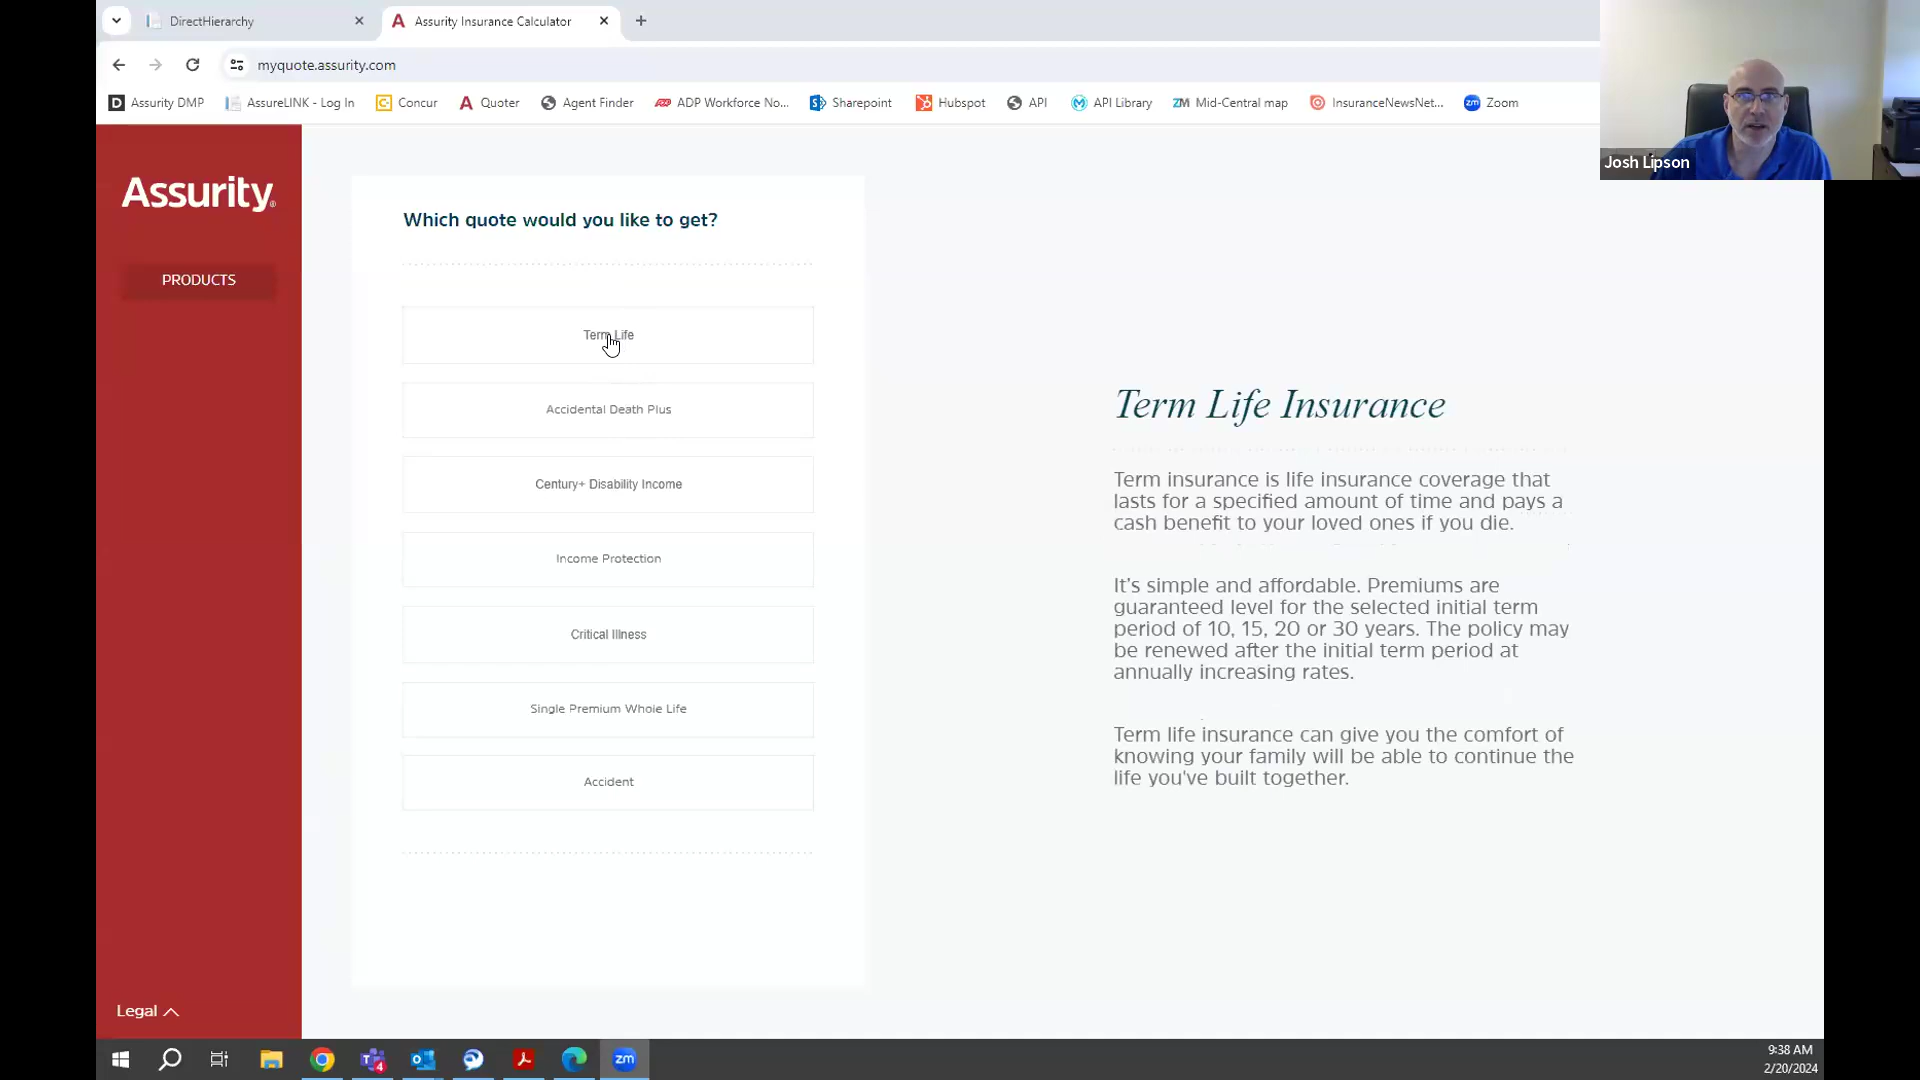 DirectHierarchy
Assurity Insurance Calculator
myquote.assurity.com
Assurity DMP
AssureLINK - Log In
Concur
Quoter
Agent Finder
ADP Workforce No...
Sharepoint
Hubspot
API
API Library
ZM Mid-Central map
InsuranceNewsNet...
zm Zoom
Josh Lipson
Assurity®
PRODUCTS
Which quote would you like to get?
Term Life
Accidental Death Plus
Century+ Disability Income
Income Protection
Critical Illness
Single Premium Whole Life
Accident
Term Life Insurance
Term insurance is life insurance coverage that
lasts for a specified amount of time and pays a
cash benefit to your loved ones if you die.
It's simple and affordable. Premiums are
guaranteed level for the selected initial term
period of 10, 15, 20 or 30 years. The policy may
be renewed after the initial term period at
annually increasing rates.
Term life insurance can give you the comfort of
knowing your family will be able to continue the
life you've built together.
Legal
4
zm
9:38 AM
2/20/2024